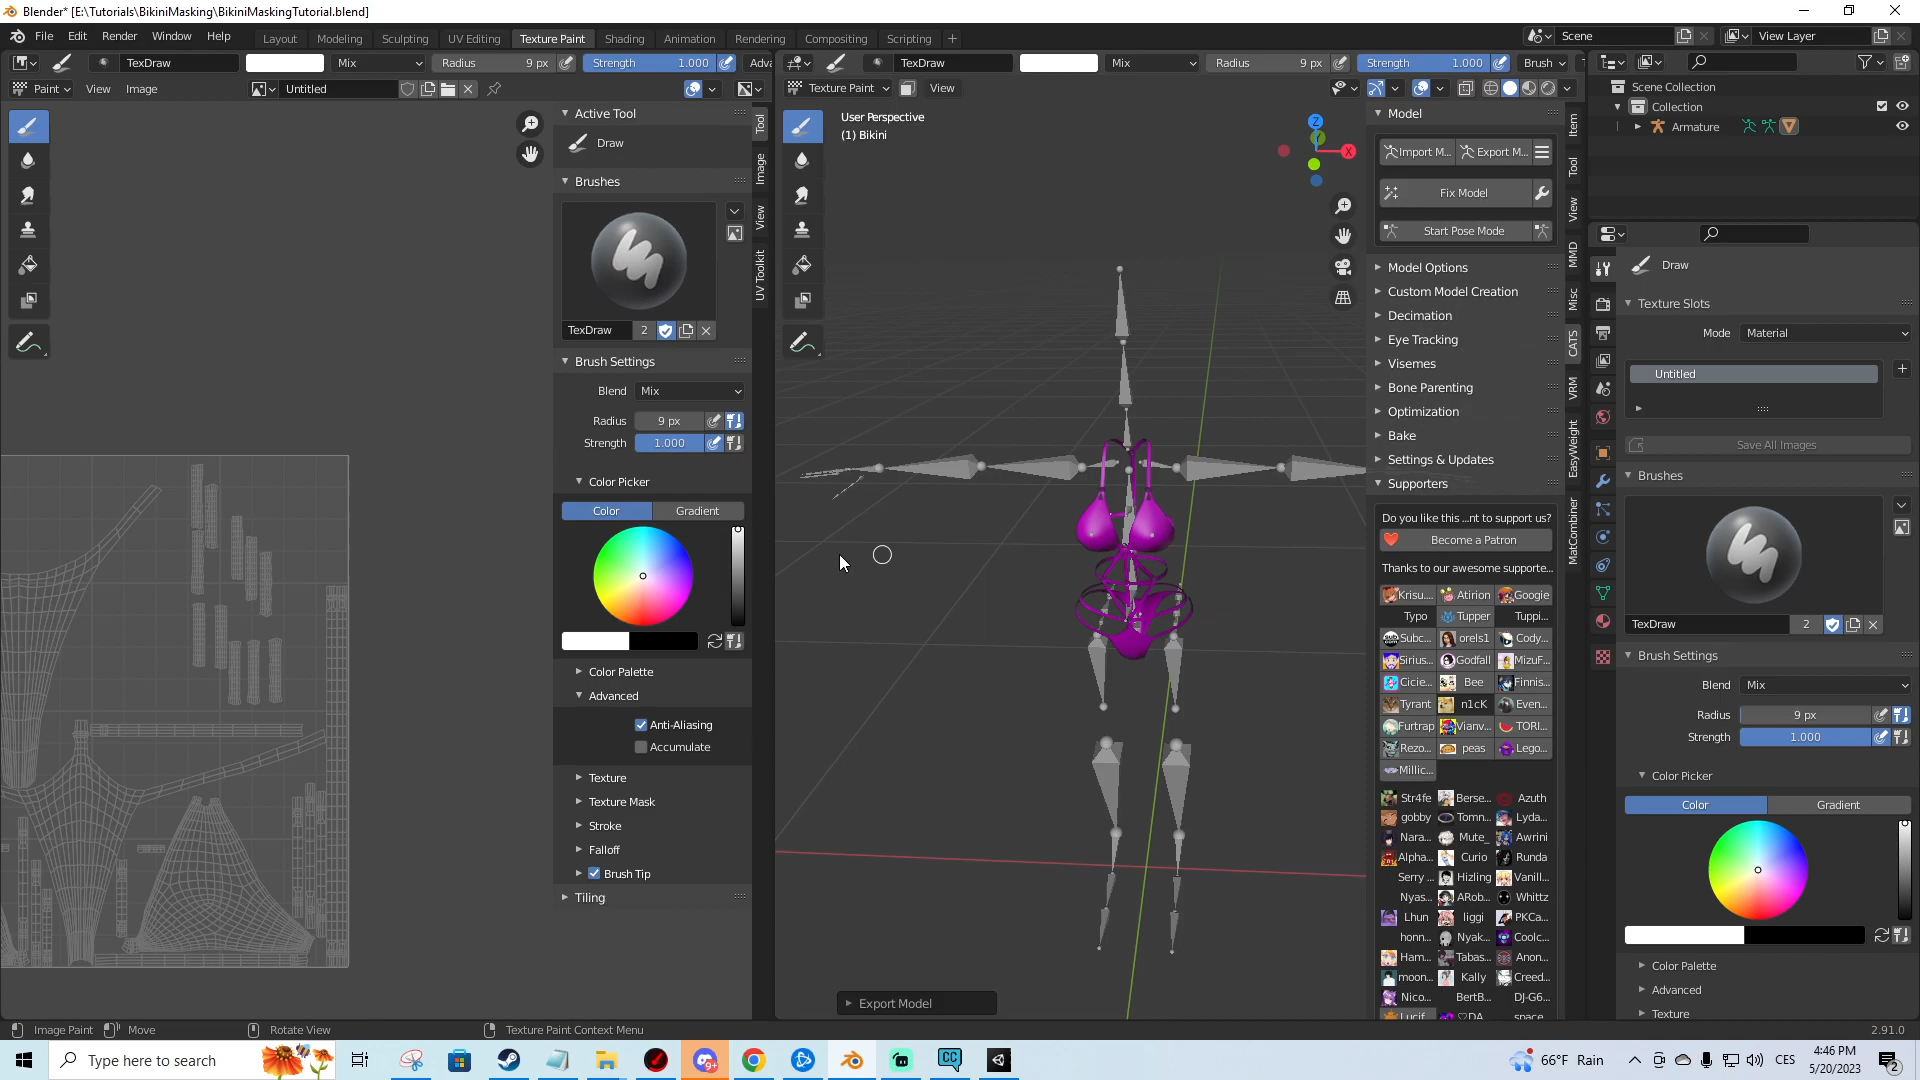 Blender* [E:\Tutorials\BikiniMasking\BikiniMaskingTutorial.blend]
File Edit Render Window Help Layout Modeling Sculpting UV Editing Texture Paint Shading Animation Rendering Compositing Scripting + Scene View Layer
TexDraw Mix Radius 9 px Strength 1.000 Adv TexDraw Mix Radius 9 px Strength 1.000 Brush
Paint View Image Untitled Texture Paint View
Active Tool
Draw
Brushes
TexDraw 2
Brush Settings
Blend Mix
Radius 9 px
Strength 1.000
Color Picker
Color Gradient
Color Palette
Advanced
Anti-Aliasing
Accumulate
Texture
Texture Mask
Stroke
Falloff
Brush Tip
Tiling
Tool
Image
View
UV Toolkit
User Perspective
(1) Bikini
Z
X
Export Model
Model
Import M... Export M...
Fix Model
Start Pose Mode
Model Options
Custom Model Creation
Decimation
Eye Tracking
Visemes
Bone Parenting
Optimization
Bake
Settings & Updates
Supporters
Do you like this ...nt to support us?
Become a Patron
Thanks to our awesome supporte...
Krisu... Atirion Googie
Typo Tupper Tuppi...
Subc... orels1 Cody...
Sirius... Godfall MizuF...
Cicie... Bee Finnis...
Tyrant n1cK Even...
Furtrap Vianv... TORI...
Rezo... peas Lego...
Millic...
Str4fe Berse... Azuth
gobby Tomn... Lyda...
Nara... Mute_ Awrini
Alpha... Curio Runda
Serry ... Hizling Vanill...
Nyas... ARob... Whittz
Lhun liggi PKCa...
honn... Nyak... Coolc...
Ham... Tabas... Anon...
moon... Kally Creed...
Nico... BertB... DJ-G6...
Lucif... ♡DA... space...
Item
Tool
View
MMD
Misc
CATS
VRM
EasyWeight
MatCombiner
Scene Collection
Collection
Armature
Draw
Texture Slots
Mode Material
Untitled
Save All Images
Brushes
TexDraw 2
Brush Settings
Blend Mix
Radius 9 px
Strength 1.000
Color Picker
Color Gradient
Color Palette
Advanced
Texture
Image Paint Move Rotate View Texture Paint Context Menu 2.91.0
Type here to search 9+ CC 66°F Rain CES 4:46 PM
5/20/2023 2